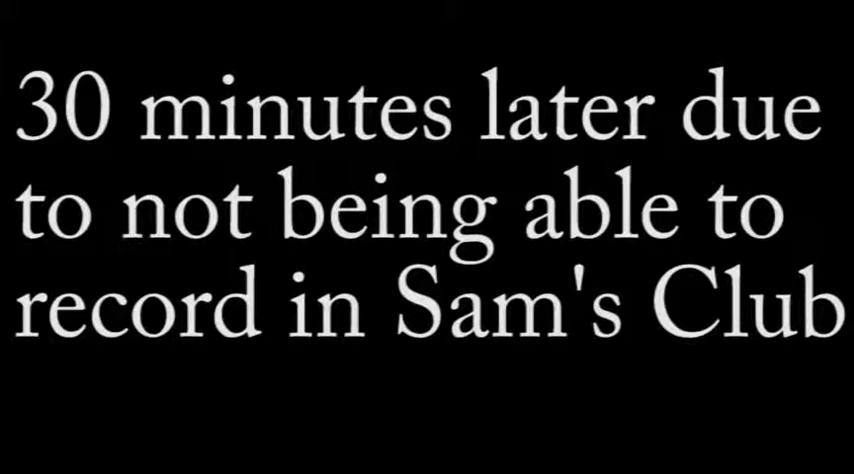 30 minutes later due
to not being able to
record in Sam's Club